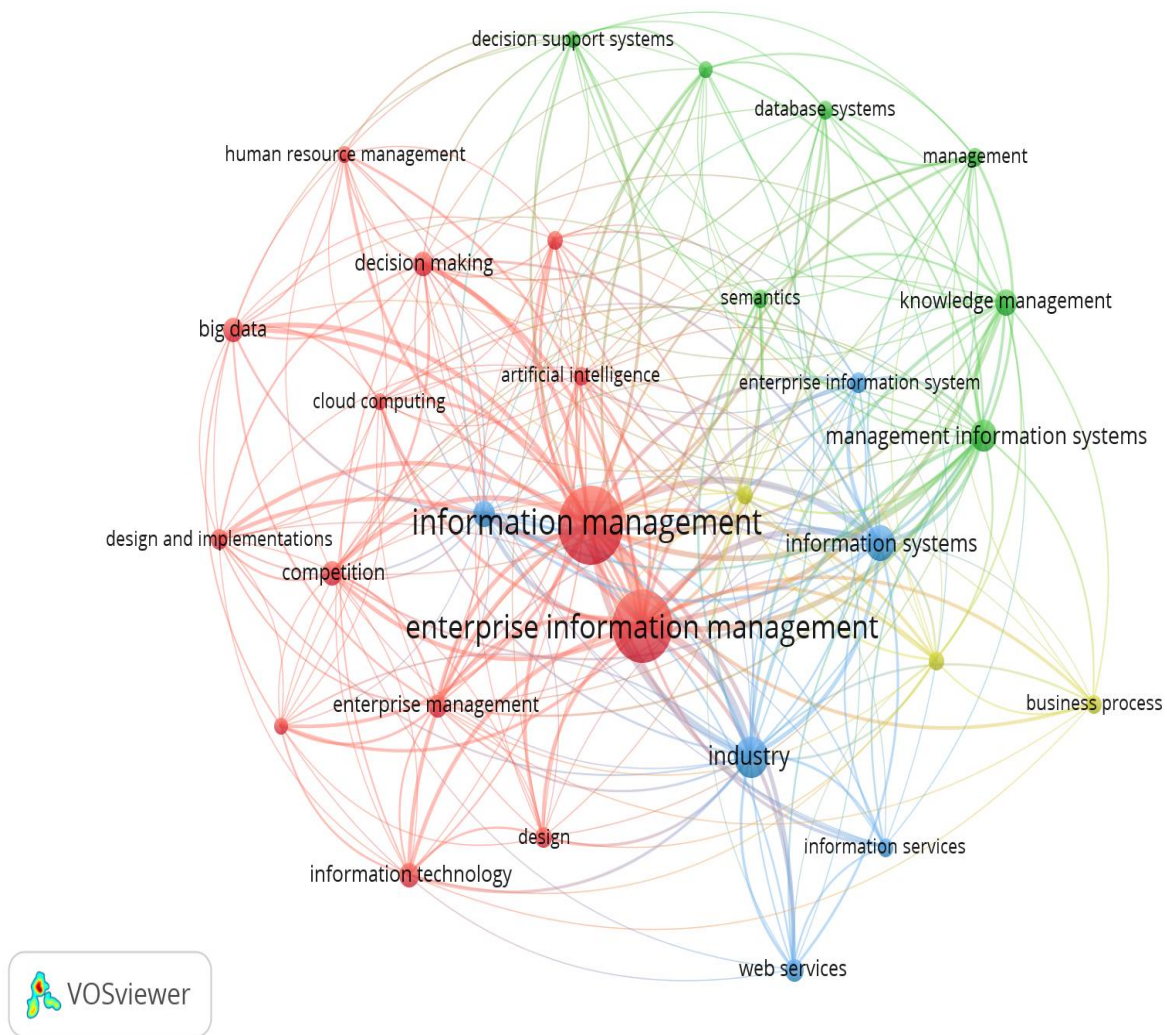 decision support systems
database systems
human resource management
management
decision making
semantics
knowledge management
big data
artificial intelligence
enterprise information system
cloud computing
management information systems
information management
design and implementations
information systems
competition
enterprise information management
enterprise management
business process
industry
design
information services
information technology
web services
VOSviewer